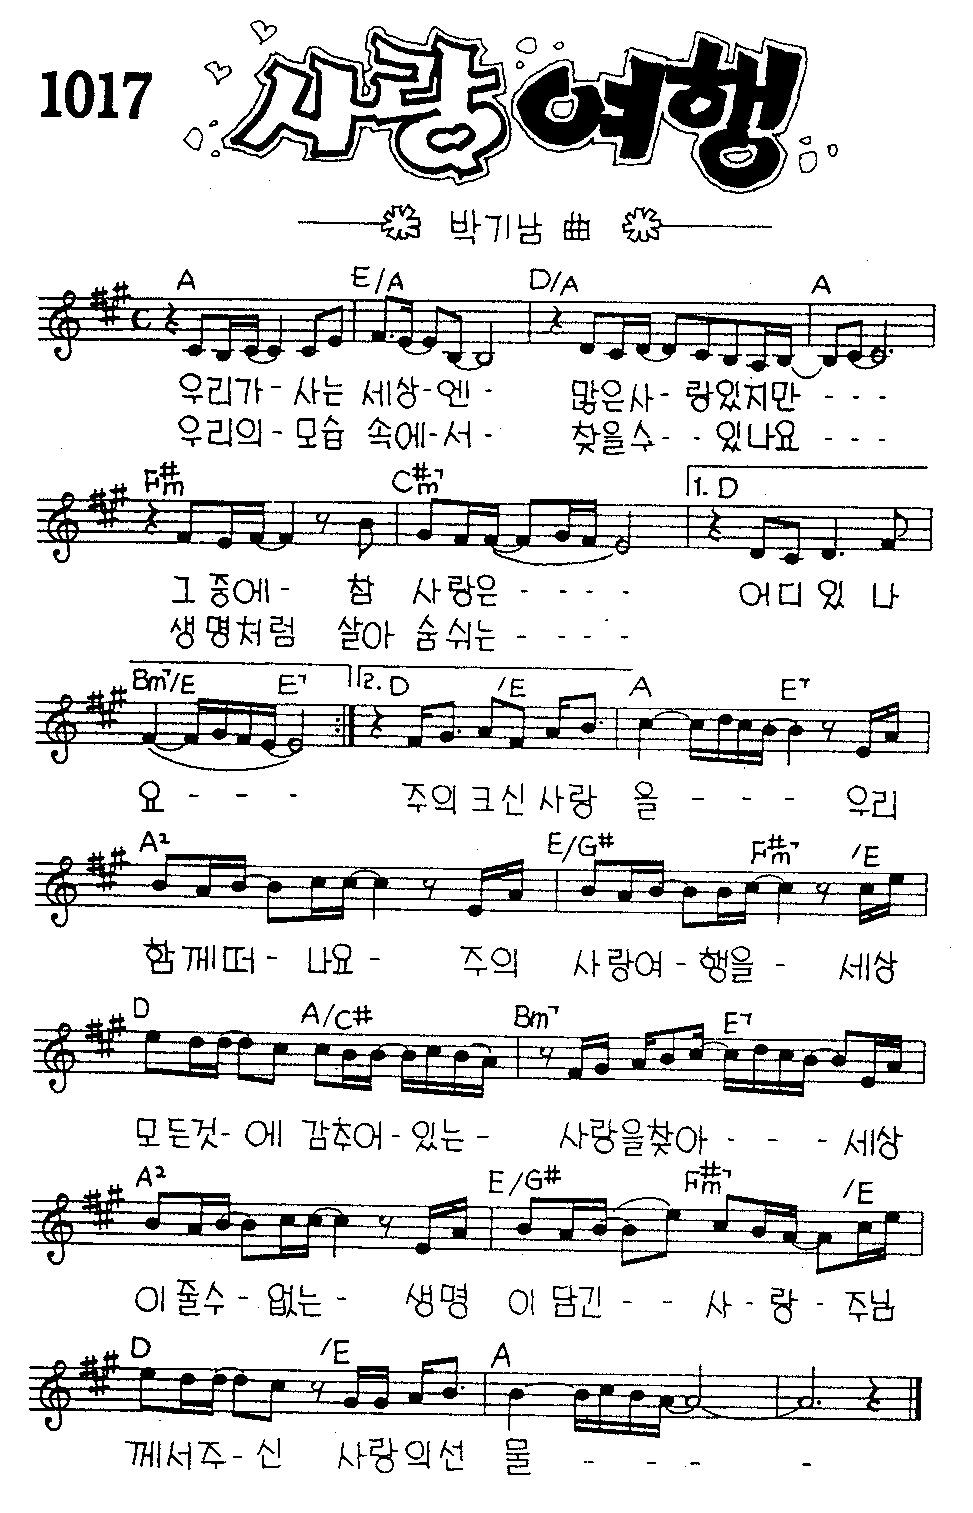 1017
사랑 여행
박기남 曲
A E/A D/A A
우리가- 사는 세상-엔 - 많은사- 랑있지만 - - -
우리의- 모습 속에-서 - 찾을수- - 있나요 - - -
F#m C#m7 1. D
그 중에- 참 사랑은 - - - - 어디있 나
생명처럼 살아 숨쉬는 - - - -
Bm7/E E7 2. D /E A E7
요 - - - 주의크신사랑 을 - - - 우리
A2 E/G# F#m7 /E
함께떠- 나요- 주의 사랑여-행을 - 세상
D A/C# Bm7 E7
모든것-에 감추어-있는- 사랑을찾아 - - - 세상
A2 E/G# F#m7 /E
이줄수- 없는- 생명 이담긴 - - 사-랑- 주님
D /E A
께서주-신 사랑의선 물 - - - -